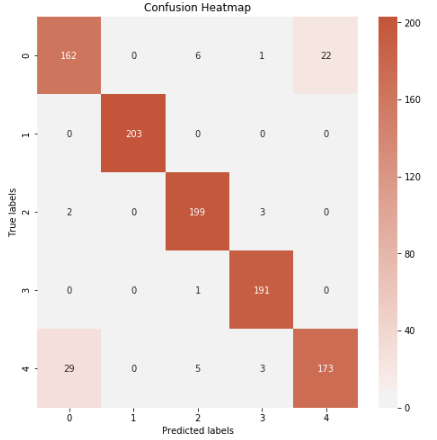 Confusion Heatmap
0 162 0 6 1 22
1 0 203 0 0 0
2 2 0 199 3 0
3 0 0 1 191 0
4 29 0 5 3 173
0 1 2 3 4
True labels
Predicted labels
200
160
120
80
40
0